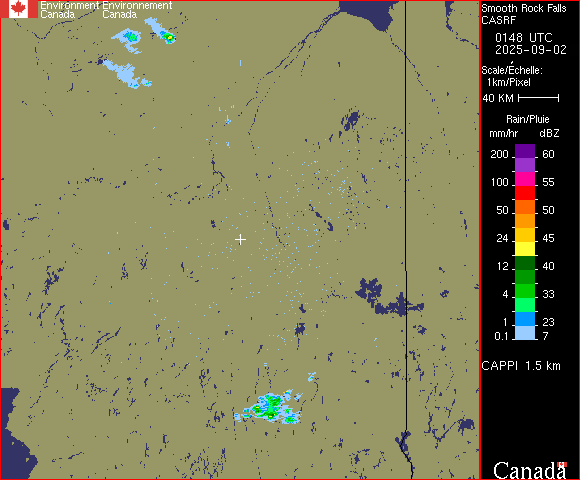 Environment Environnement
Canada Canada
Smooth Rock Falls
CASRF
0148 UTC
2025-09-02
Scale/Échelle:
1km/Pixel
40 KM
Rain/Pluie
mm/hr dBZ
200 60
100 55
50 50
24 45
12 40
4 33
1 23
0.1 7
CAPPI 1.5 km
Canada